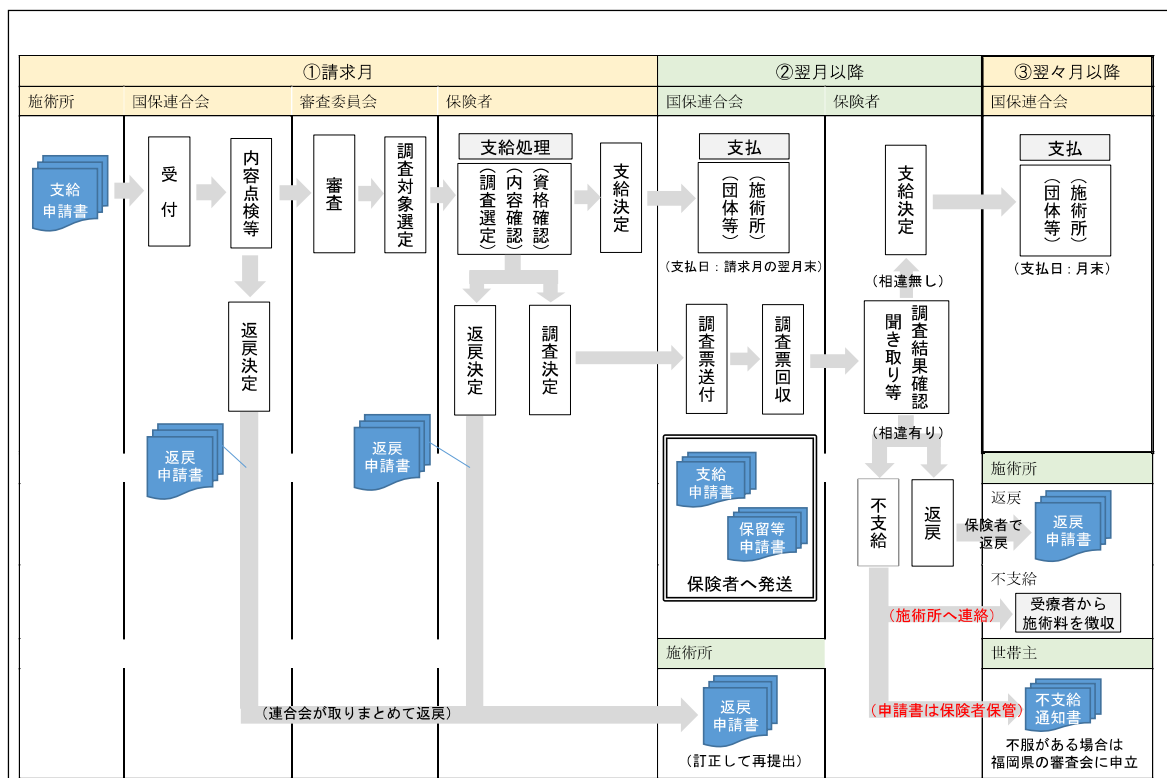 ①請求月
②翌月以降
③翌々月以降
施術所
国保連合会
審査委員会
保険者
国保連合会
保険者
国保連合会
支給
申請書
受付
内容点検等
審査
調査対象選定
支給処理
(資格確認)
(内容確認)
(調査選定)
支給決定
支払
(施術所)
(団体等)
(支払日：請求月の翌月末)
支給決定
支払
(施術所)
(団体等)
(支払日：月末)
(相違無し)
返戻決定
返戻決定
調査決定
調査票送付
調査票回収
調査結果確認
聞き取り等
(相違有り)
返戻
申請書
返戻
申請書
支給
申請書
保留等
申請書
保険者へ発送
不支給
返戻
保険者で
返戻
施術所
返戻
返戻
申請書
不支給
(施術所へ連絡)
受療者から
施術料を徴収
施術所
世帯主
(連合会が取りまとめて返戻)
返戻
申請書
(訂正して再提出)
(申請書は保険者保管)
不支給
通知書
不服がある場合は
福岡県の審査会に申立